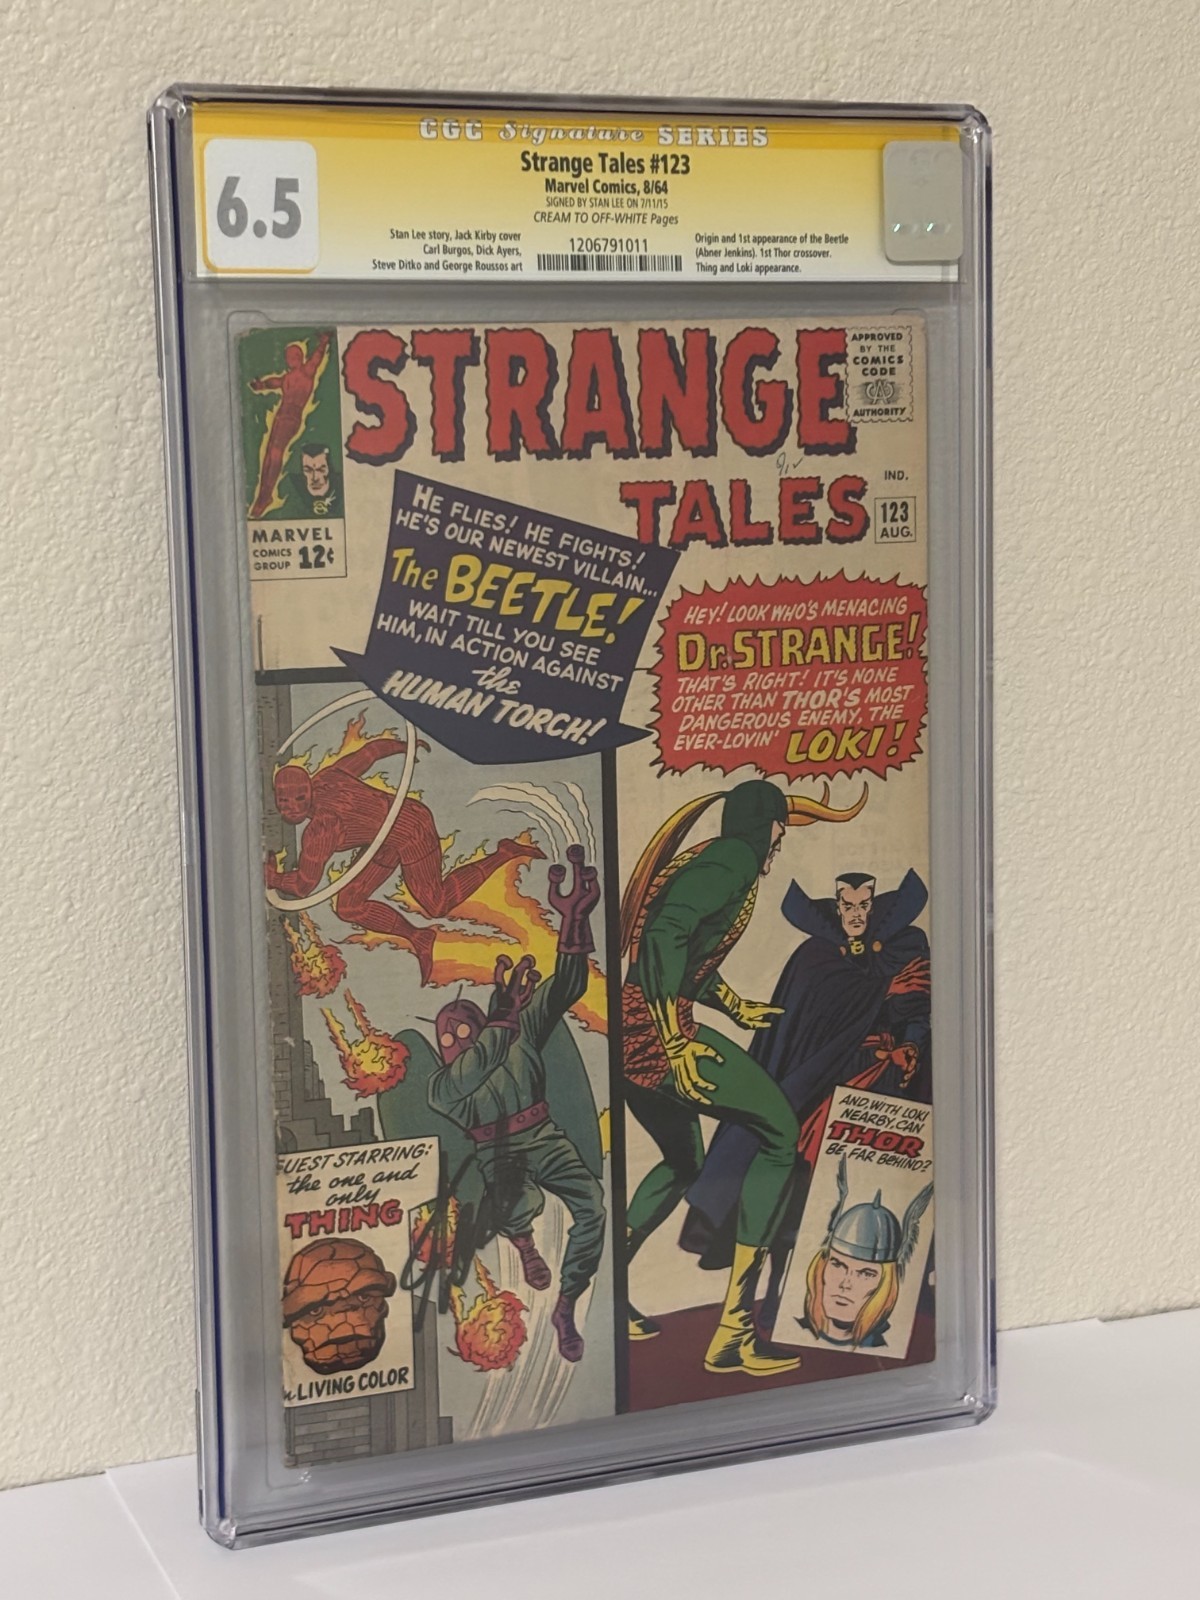 CGC Signature SERIES
6.5
Strange Tales #123
Marvel Comics, 8/64
SIGNED BY STAN LEE ON 7/11/15
CREAM TO OFF-WHITE Pages
Stan Lee story, Jack Kirby cover
Carl Burgos, Dick Ayers,
Steve Ditko and George Roussos art
1206791011
Origin and 1st appearance of the Beetle
(Abner Jenkins). 1st Thor crossover.
Thing and Loki appearance.
STRANGE
TALES
APPROVED
BY THE
COMICS
CODE
AUTHORITY
MARVEL
COMICS
GROUP 12¢
IND.
123
AUG.
HE FLIES! HE FIGHTS!
HE'S OUR NEWEST VILLAIN...
The BEETLE!
WAIT TILL YOU SEE
HIM, IN ACTION AGAINST
the
HUMAN TORCH!
HEY! LOOK WHO'S MENACING
Dr. STRANGE!
THAT'S RIGHT! IT'S NONE
OTHER THAN THOR'S MOST
DANGEROUS ENEMY, THE
EVER-LOVIN' LOKI!
UEST STARRING:
the one and
only
THING
LIVING COLOR
AND, WITH LOKI
NEARBY, CAN
THOR
BE FAR BEHIND?